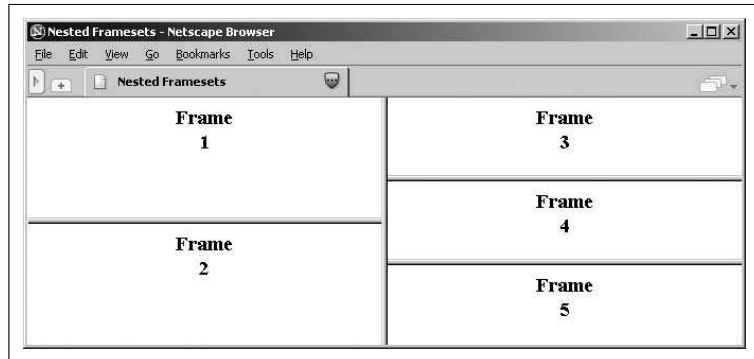 Nested Framesets - Netscape Browser
File Edit View Go Bookmarks Tools Help
Nested Framesets
Frame
1
Frame
2
Frame
3
Frame
4
Frame
5